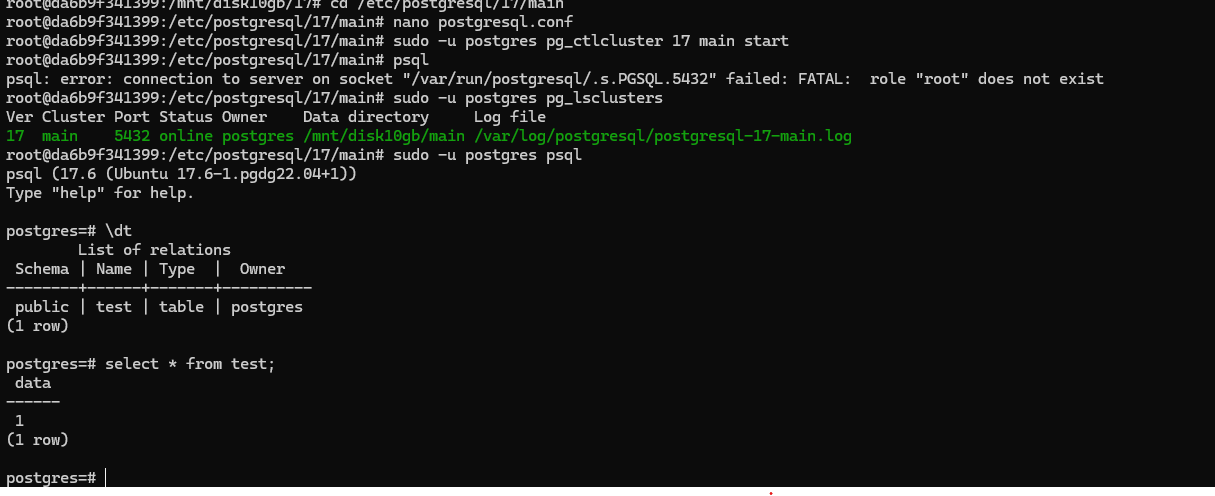 root@da6b9f341399:/mnt/disk10gb/17# cd /etc/postgresql/17/main
root@da6b9f341399:/etc/postgresql/17/main# nano postgresql.conf
root@da6b9f341399:/etc/postgresql/17/main# sudo -u postgres pg_ctlcluster 17 main start
root@da6b9f341399:/etc/postgresql/17/main# psql
psql: error: connection to server on socket "/var/run/postgresql/.s.PGSQL.5432" failed: FATAL:  role "root" does not exist
root@da6b9f341399:/etc/postgresql/17/main# sudo -u postgres pg_lsclusters
Ver Cluster Port Status Owner    Data directory     Log file
17  main    5432 online postgres /mnt/disk10gb/main /var/log/postgresql/postgresql-17-main.log
root@da6b9f341399:/etc/postgresql/17/main# sudo -u postgres psql
psql (17.6 (Ubuntu 17.6-1.pgdg22.04+1))
Type "help" for help.

postgres=# \dt
        List of relations
 Schema | Name | Type  |  Owner
--------+------+-------+----------
 public | test | table | postgres
(1 row)

postgres=# select * from test;
 data
------
 1
(1 row)

postgres=#